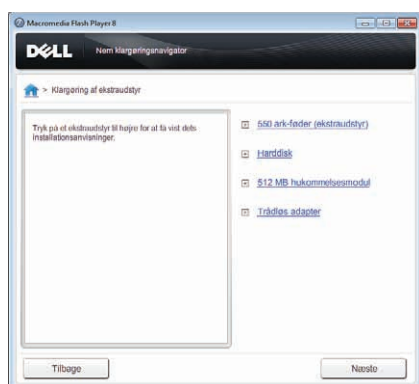 Macromedia Flash Player 8
DELL Nem klargøringsnavigator
> Klargøring af ekstraudstyr
Tryk på et ekstraudstyr til højre for at få vist dets
installationsanvisninger.
550 ark-føder (ekstraudstyr)
Harddisk
512 MB hukommelsesmodul
Trådløs adapter
Tilbage
Næste